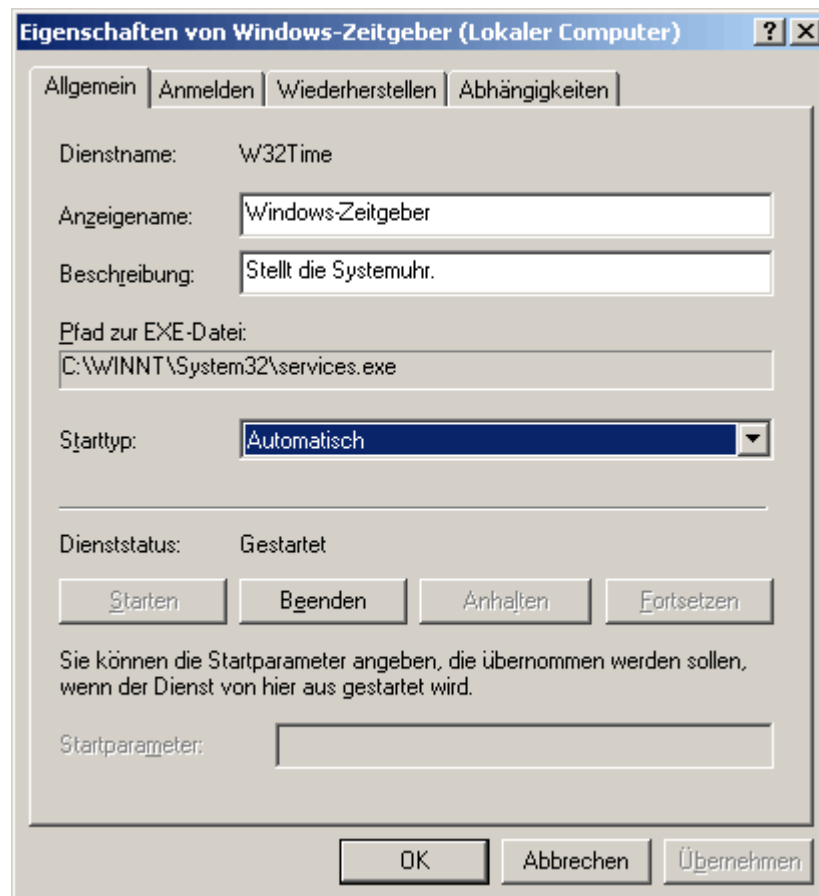 Eigenschaften von Windows-Zeitgeber (Lokaler Computer)
Allgemein Anmelden Wiederherstellen Abhängigkeiten
Dienstname: W32Time
Anzeigename: Windows-Zeitgeber
Beschreibung: Stellt die Systemuhr.
Pfad zur EXE-Datei:
C:\WINNT\System32\services.exe
Starttyp: Automatisch
Dienststatus: Gestartet
Starten Beenden Anhalten Fortsetzen
Sie können die Startparameter angeben, die übernommen werden sollen,
wenn der Dienst von hier aus gestartet wird.
Startparameter:
OK Abbrechen Übernehmen